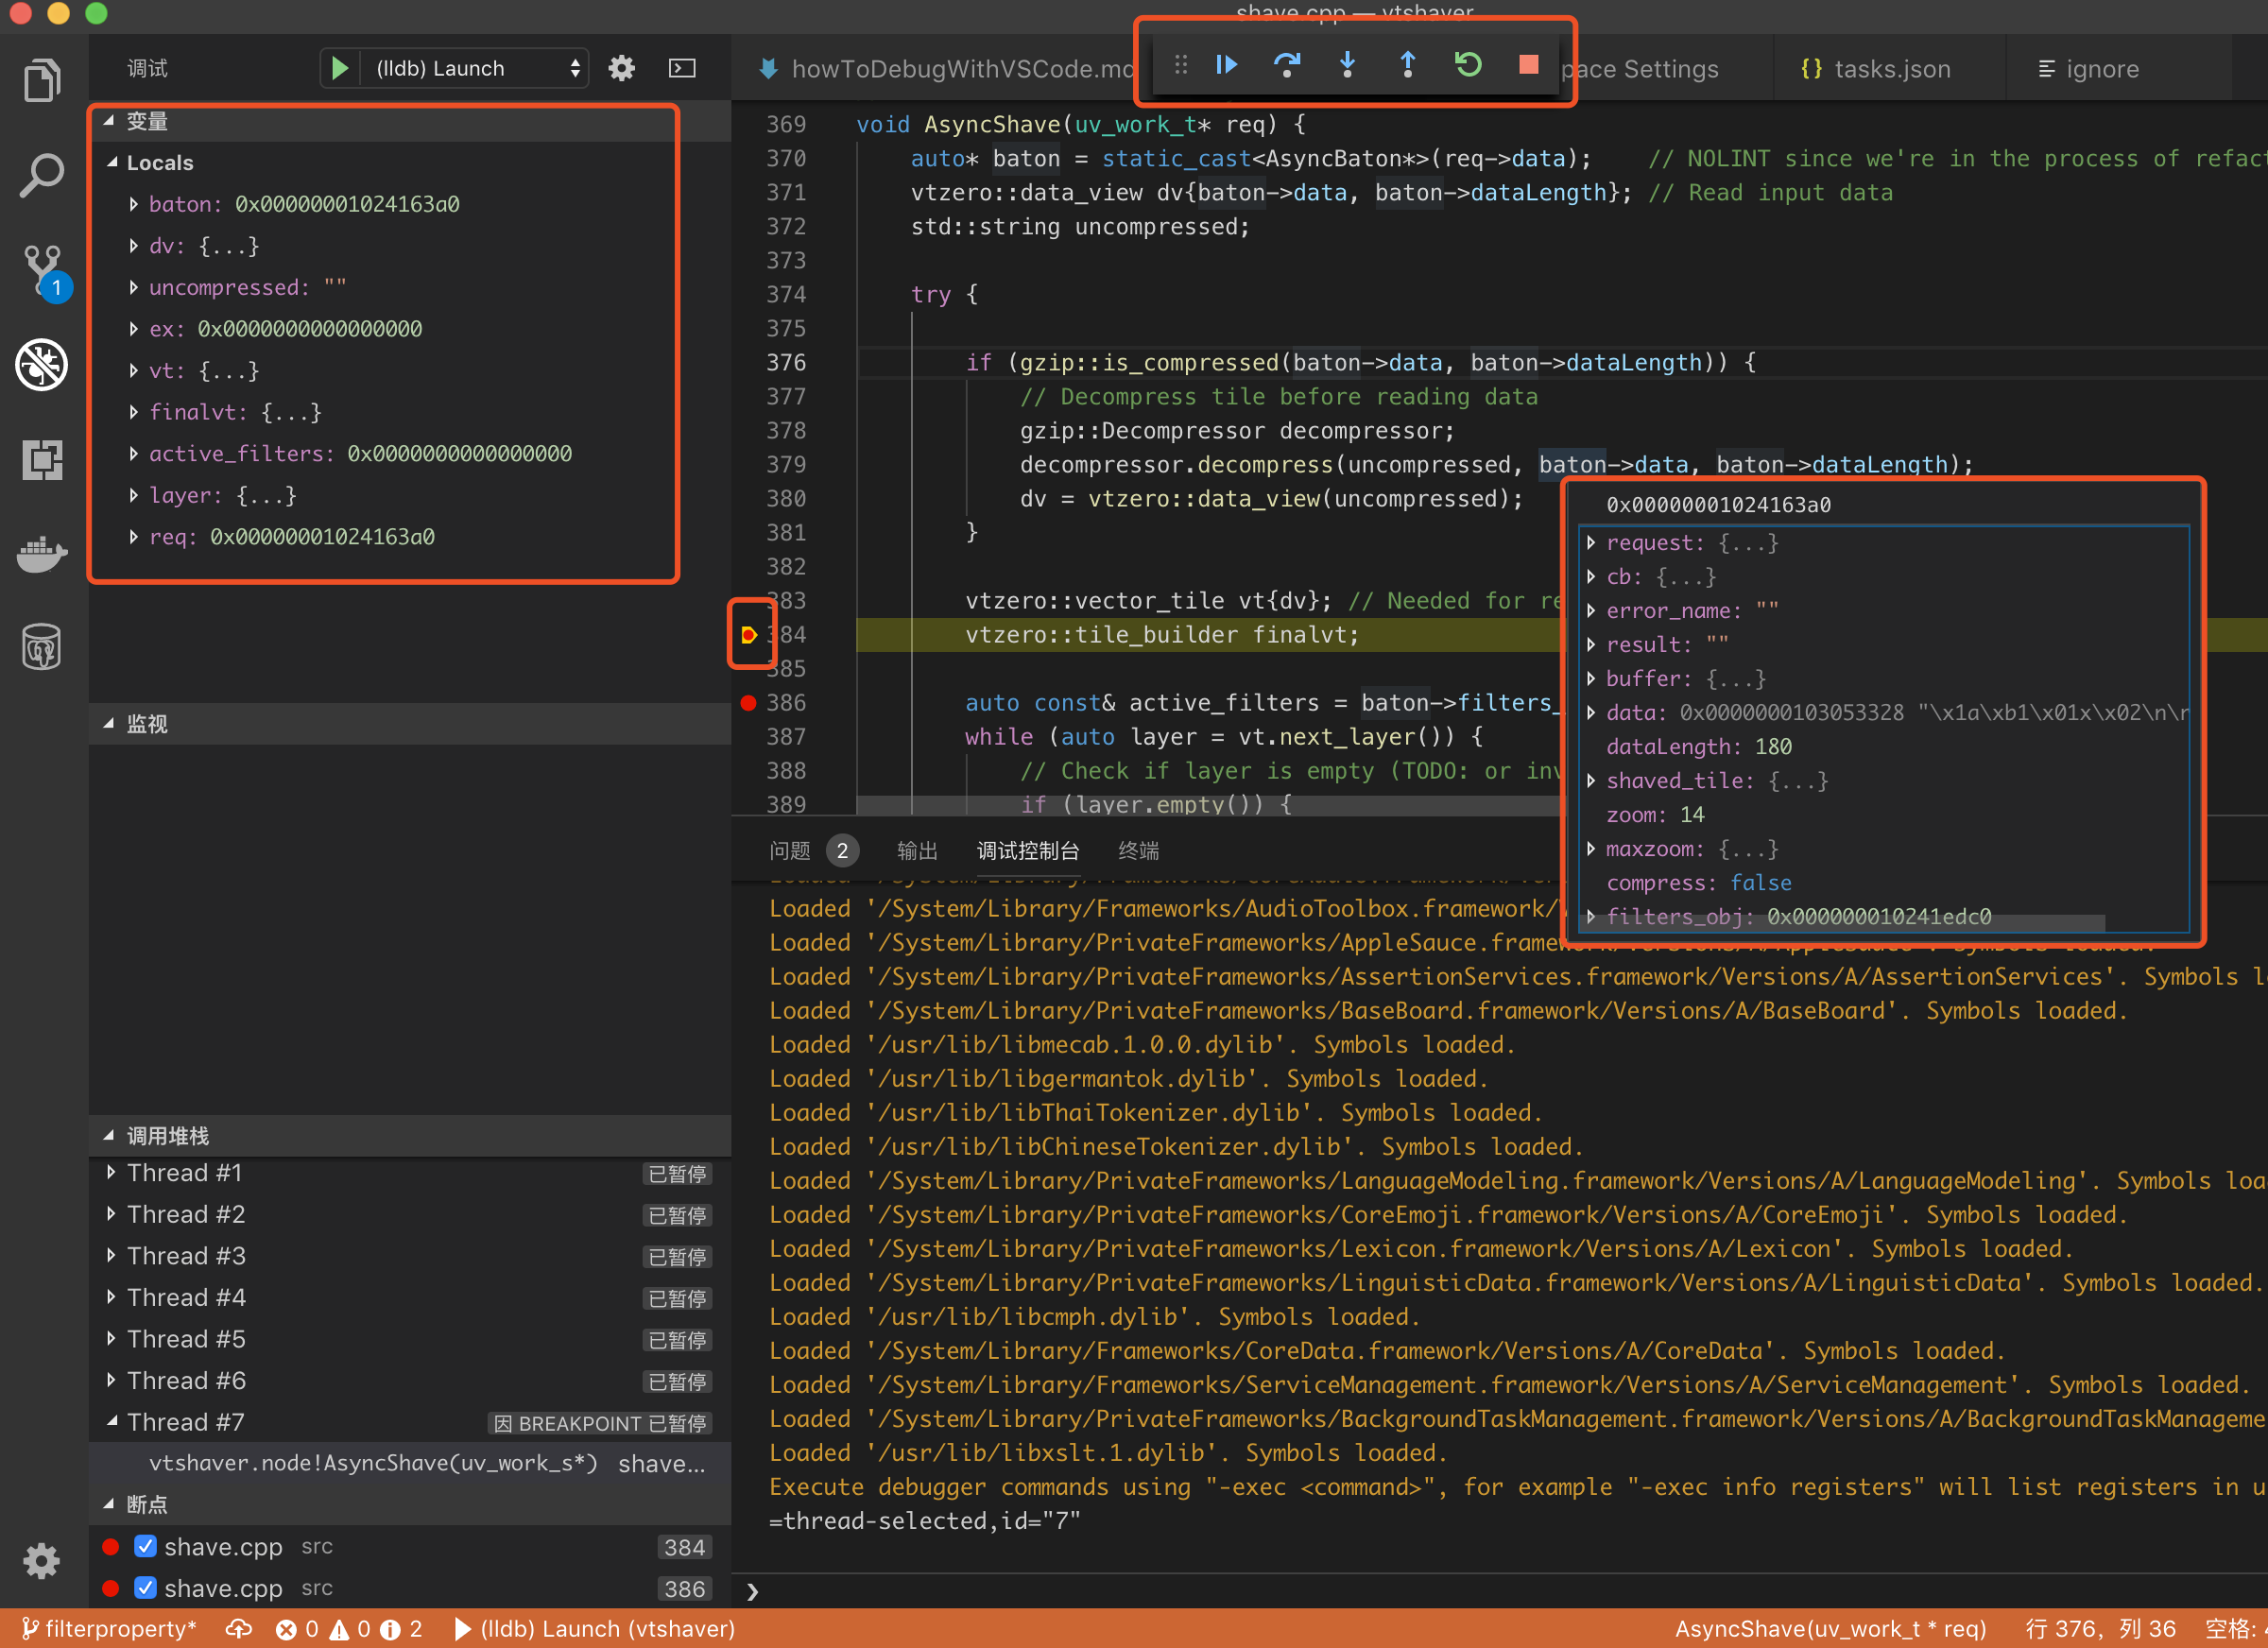 shave.cpp — vtshaver
调试
(lldb) Launch
howToDebugWithVSCode.md
pace Settings
{} tasks.json
ignore
变量
Locals
baton: 0x00000001024163a0
dv: {...}
uncompressed: ""
ex: 0x0000000000000000
vt: {...}
finalvt: {...}
active_filters: 0x0000000000000000
layer: {...}
req: 0x00000001024163a0
监视
调用堆栈
Thread #1 已暂停
Thread #2 已暂停
Thread #3 已暂停
Thread #4 已暂停
Thread #5 已暂停
Thread #6 已暂停
Thread #7 因 BREAKPOINT 已暂停
vtshaver.node!AsyncShave(uv_work_s*) shave...
断点
shave.cpp src 384
shave.cpp src 386
1
369 void AsyncShave(uv_work_t* req) {
370 auto* baton = static_cast<AsyncBaton*>(req->data); // NOLINT since we're in the process of refact
371 vtzero::data_view dv{baton->data, baton->dataLength}; // Read input data
372 std::string uncompressed;
373
374 try {
375
376 if (gzip::is_compressed(baton->data, baton->dataLength)) {
377 // Decompress tile before reading data
378 gzip::Decompressor decompressor;
379 decompressor.decompress(uncompressed, baton->data, baton->dataLength);
380 dv = vtzero::data_view(uncompressed);
381 }
382
383 vtzero::vector_tile vt{dv}; // Needed for re
384 vtzero::tile_builder finalvt;
385
386 auto const& active_filters = baton->filters_
387 while (auto layer = vt.next_layer()) {
388 // Check if layer is empty (TODO: or inv
389 if (layer.empty()) {
0x00000001024163a0
request: {...}
cb: {...}
error_name: ""
result: ""
buffer: {...}
data: 0x0000000103053328 "\x1a\xb1\x01x\x02\n\r
dataLength: 180
shaved_tile: {...}
zoom: 14
maxzoom: {...}
compress: false
filters_obj: 0x000000010241edc0
问题 2 输出 调试控制台 终端
Loaded '/System/Library/Frameworks/AudioToolbox.framework/
Loaded '/System/Library/PrivateFrameworks/AppleSauce.framework/Versions/A/AppleSauce'. Symbols loaded.
Loaded '/System/Library/PrivateFrameworks/AssertionServices.framework/Versions/A/AssertionServices'. Symbols l
Loaded '/System/Library/PrivateFrameworks/BaseBoard.framework/Versions/A/BaseBoard'. Symbols loaded.
Loaded '/usr/lib/libmecab.1.0.0.dylib'. Symbols loaded.
Loaded '/usr/lib/libgermantok.dylib'. Symbols loaded.
Loaded '/usr/lib/libThaiTokenizer.dylib'. Symbols loaded.
Loaded '/usr/lib/libChineseTokenizer.dylib'. Symbols loaded.
Loaded '/System/Library/PrivateFrameworks/LanguageModeling.framework/Versions/A/LanguageModeling'. Symbols loa
Loaded '/System/Library/PrivateFrameworks/CoreEmoji.framework/Versions/A/CoreEmoji'. Symbols loaded.
Loaded '/System/Library/PrivateFrameworks/Lexicon.framework/Versions/A/Lexicon'. Symbols loaded.
Loaded '/System/Library/PrivateFrameworks/LinguisticData.framework/Versions/A/LinguisticData'. Symbols loaded.
Loaded '/usr/lib/libcmph.dylib'. Symbols loaded.
Loaded '/System/Library/Frameworks/CoreData.framework/Versions/A/CoreData'. Symbols loaded.
Loaded '/System/Library/Frameworks/ServiceManagement.framework/Versions/A/ServiceManagement'. Symbols loaded.
Loaded '/System/Library/PrivateFrameworks/BackgroundTaskManagement.framework/Versions/A/BackgroundTaskManageme
Loaded '/usr/lib/libxslt.1.dylib'. Symbols loaded.
Execute debugger commands using "-exec <command>", for example "-exec info registers" will list registers in u
=thread-selected,id="7"
❯
filterproperty* 0 0 2 (lldb) Launch (vtshaver) AsyncShave(uv_work_t * req) 行 376，列 36 空格: